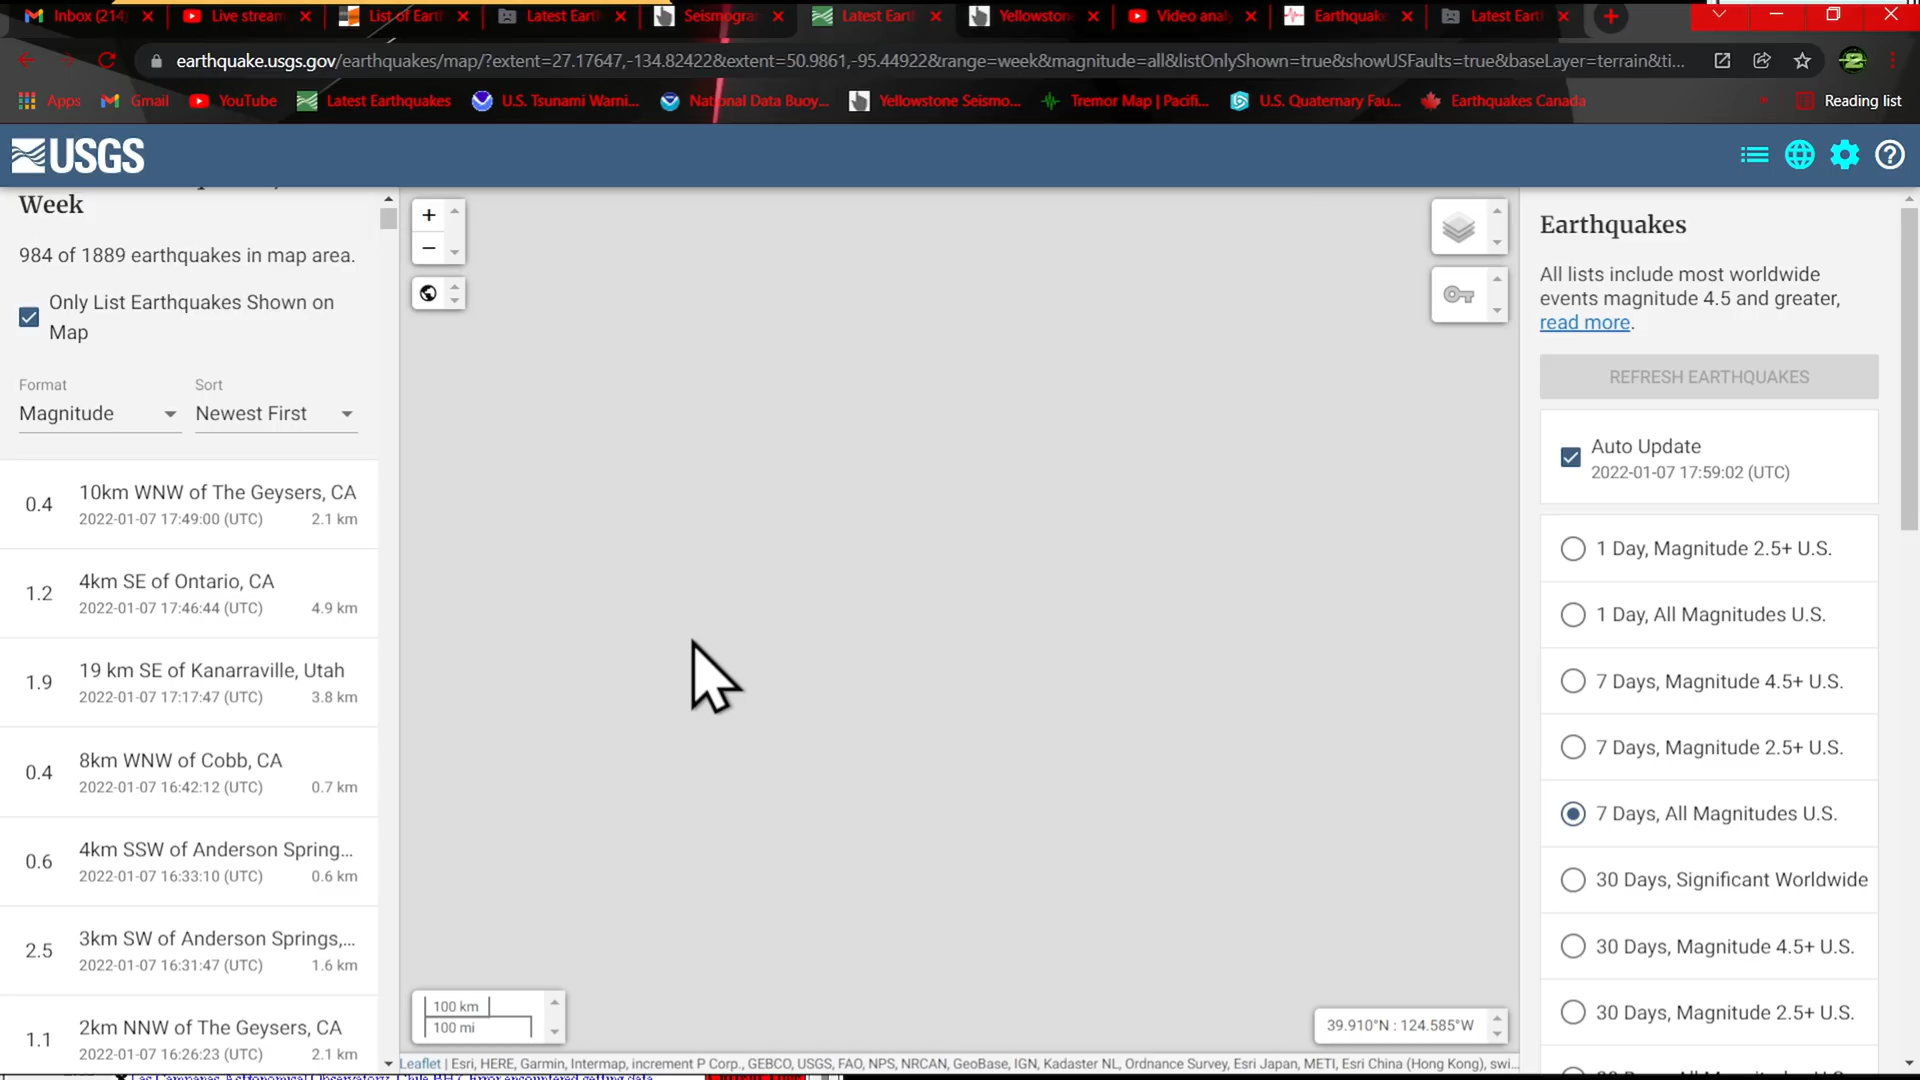 Inbox (214)
Live stream
List of Eart
Latest Eart
Seismogra
Latest Eart
Yellowston
Video anal
Earthquake
Latest Eart
earthquake.usgs.gov/earthquakes/map/?extent=27.17647,-134.82422&extent=50.9861,-95.44922&range=week&magnitude=all&listOnlyShown=true&showUSFaults=true&baseLayer=terrain&ti...
Apps
Gmail
YouTube
Latest Earthquakes
U.S. Tsunami Warni...
National Data Buoy...
Yellowstone Seismo...
Tremor Map | Pacifi...
U.S. Quaternary Fau...
Earthquakes Canada
Reading list
USGS
Week
984 of 1889 earthquakes in map area.
Only List Earthquakes Shown on
Map
Format
Sort
Magnitude
Newest First
0.4
10km WNW of The Geysers, CA
2022-01-07 17:49:00 (UTC)
2.1 km
1.2
4km SE of Ontario, CA
2022-01-07 17:46:44 (UTC)
4.9 km
1.9
19 km SE of Kanarraville, Utah
2022-01-07 17:17:47 (UTC)
3.8 km
0.4
8km WNW of Cobb, CA
2022-01-07 16:42:12 (UTC)
0.7 km
0.6
4km SSW of Anderson Spring...
2022-01-07 16:33:10 (UTC)
0.6 km
2.5
3km SW of Anderson Springs,...
2022-01-07 16:31:47 (UTC)
1.6 km
1.1
2km NNW of The Geysers, CA
2022-01-07 16:26:23 (UTC)
2.1 km
+
−
100 km
100 mi
39.910°N : 124.585°W
Leaflet | Esri, HERE, Garmin, Intermap, increment P Corp., GEBCO, USGS, FAO, NPS, NRCAN, GeoBase, IGN, Kadaster NL, Ordnance Survey, Esri Japan, METI, Esri China (Hong Kong), swi...
Earthquakes
All lists include most worldwide
events magnitude 4.5 and greater,
read more.
REFRESH EARTHQUAKES
Auto Update
2022-01-07 17:59:02 (UTC)
1 Day, Magnitude 2.5+ U.S.
1 Day, All Magnitudes U.S.
7 Days, Magnitude 4.5+ U.S.
7 Days, Magnitude 2.5+ U.S.
7 Days, All Magnitudes U.S.
30 Days, Significant Worldwide
30 Days, Magnitude 4.5+ U.S.
30 Days, Magnitude 2.5+ U.S.